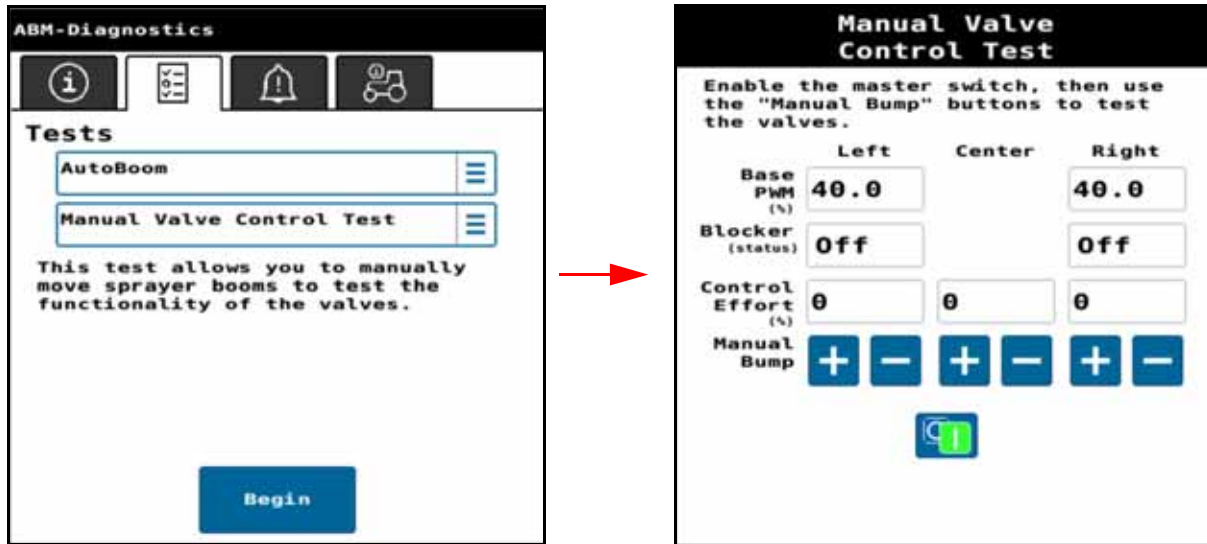 ABM-Diagnostics
Tests
AutoBoom
Manual Valve Control Test
This test allows you to manually
move sprayer booms to test the
functionality of the valves.
Begin
Manual Valve
Control Test
Enable the master switch, then use
the "Manual Bump" buttons to test
the valves.
Left Center Right
Base
PWM
(%)
40.0 40.0
Blocker
(status)
Off Off
Control
Effort
(%)
0 0 0
Manual
Bump
+ - + - + -